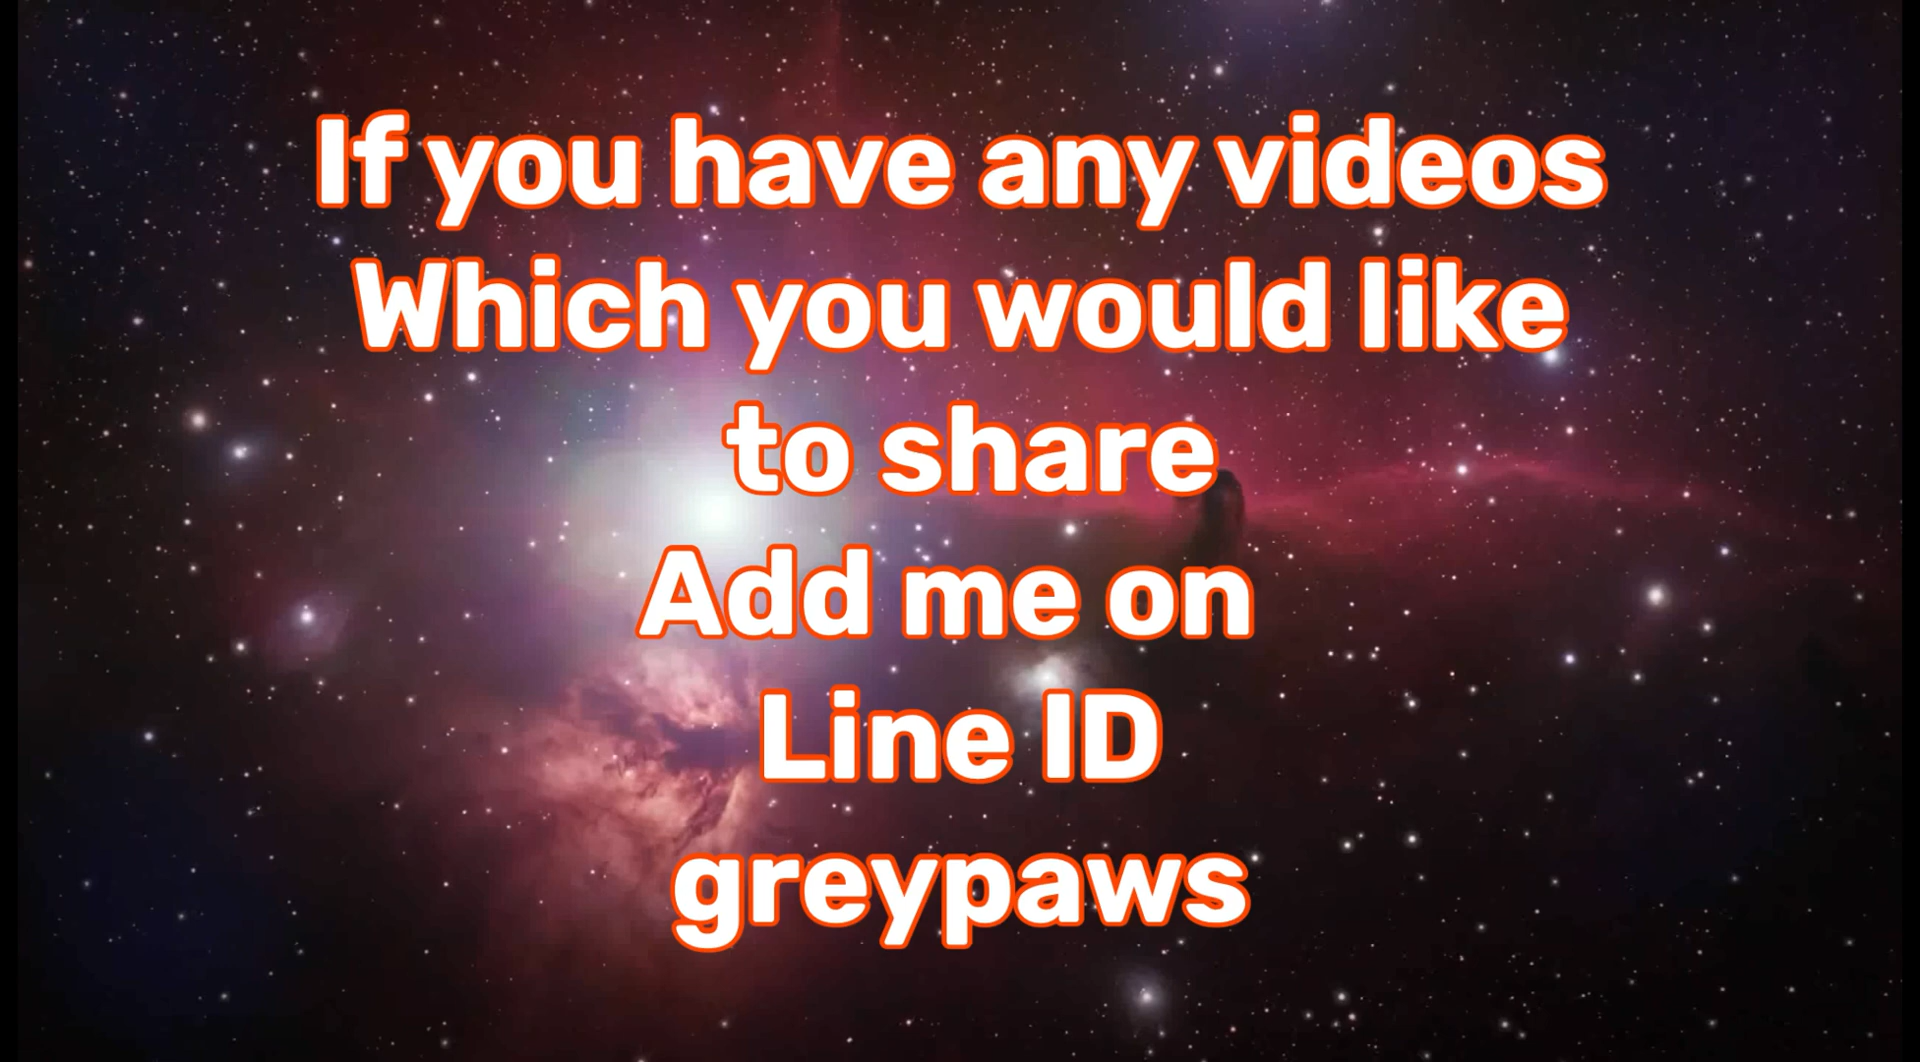 If you have any videos
Which you would like
to share
Add me on
Line ID
greypaws